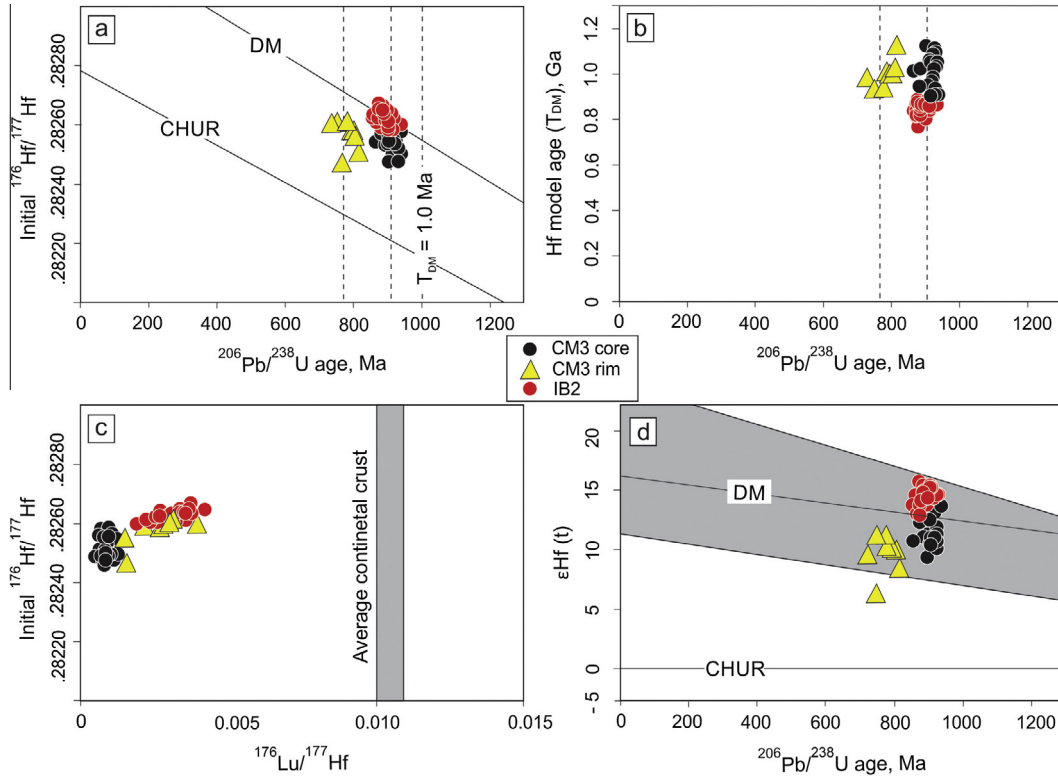 a
DM
CHUR
T_DM = 1.0 Ma
.28280
.28260
.28240
.28220
Initial ¹⁷⁶Hf/¹⁷⁷Hf
0 200 400 600 800 1000 1200
²⁰⁶Pb/²³⁸U age, Ma
b
1.2
1.0
0.8
0.6
0.4
0.2
0
Hf model age (T_DM), Ga
0 200 400 600 800 1000 1200
²⁰⁶Pb/²³⁸U age, Ma
CM3 core
CM3 rim
IB2
c
Average continetal crust
.28280
.28260
.28240
.28220
Initial ¹⁷⁶Hf/¹⁷⁷Hf
0 0.005 0.010 0.015
¹⁷⁶Lu/¹⁷⁷Hf
d
DM
CHUR
20
15
10
5
0
- 5
εHf (t)
0 200 400 600 800 1000 1200
²⁰⁶Pb/²³⁸U age, Ma